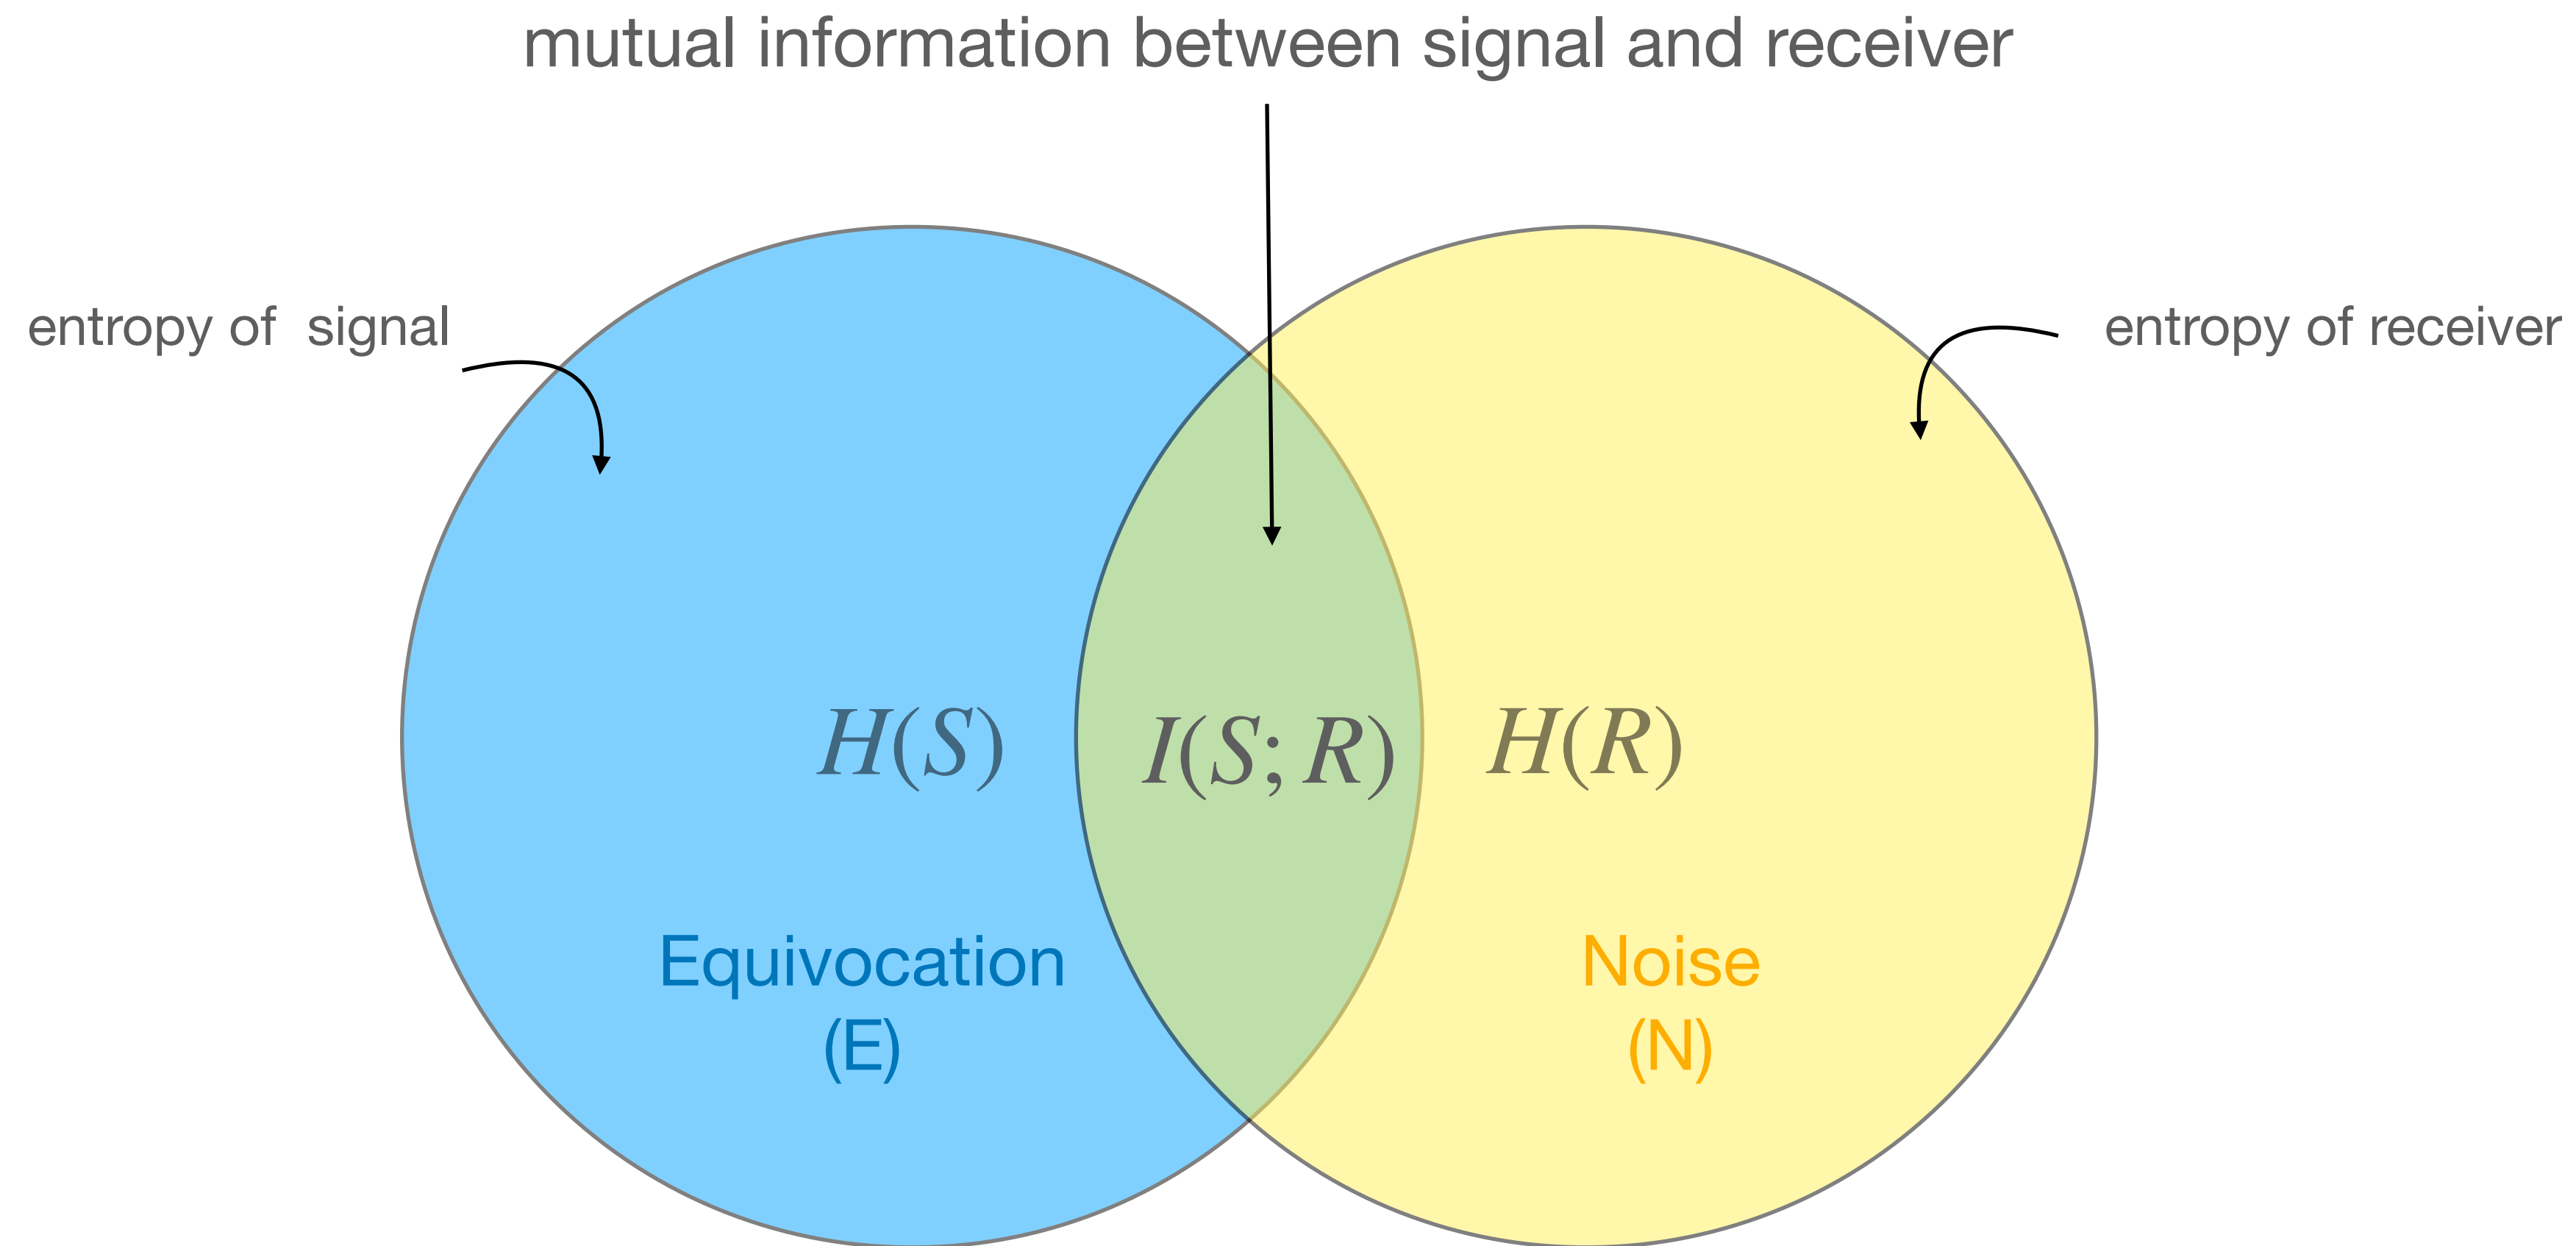 mutual information between signal and receiver
entropy of signal
entropy of receiver
H(S)
I(S; R)
H(R)
Equivocation
(E)
Noise
(N)